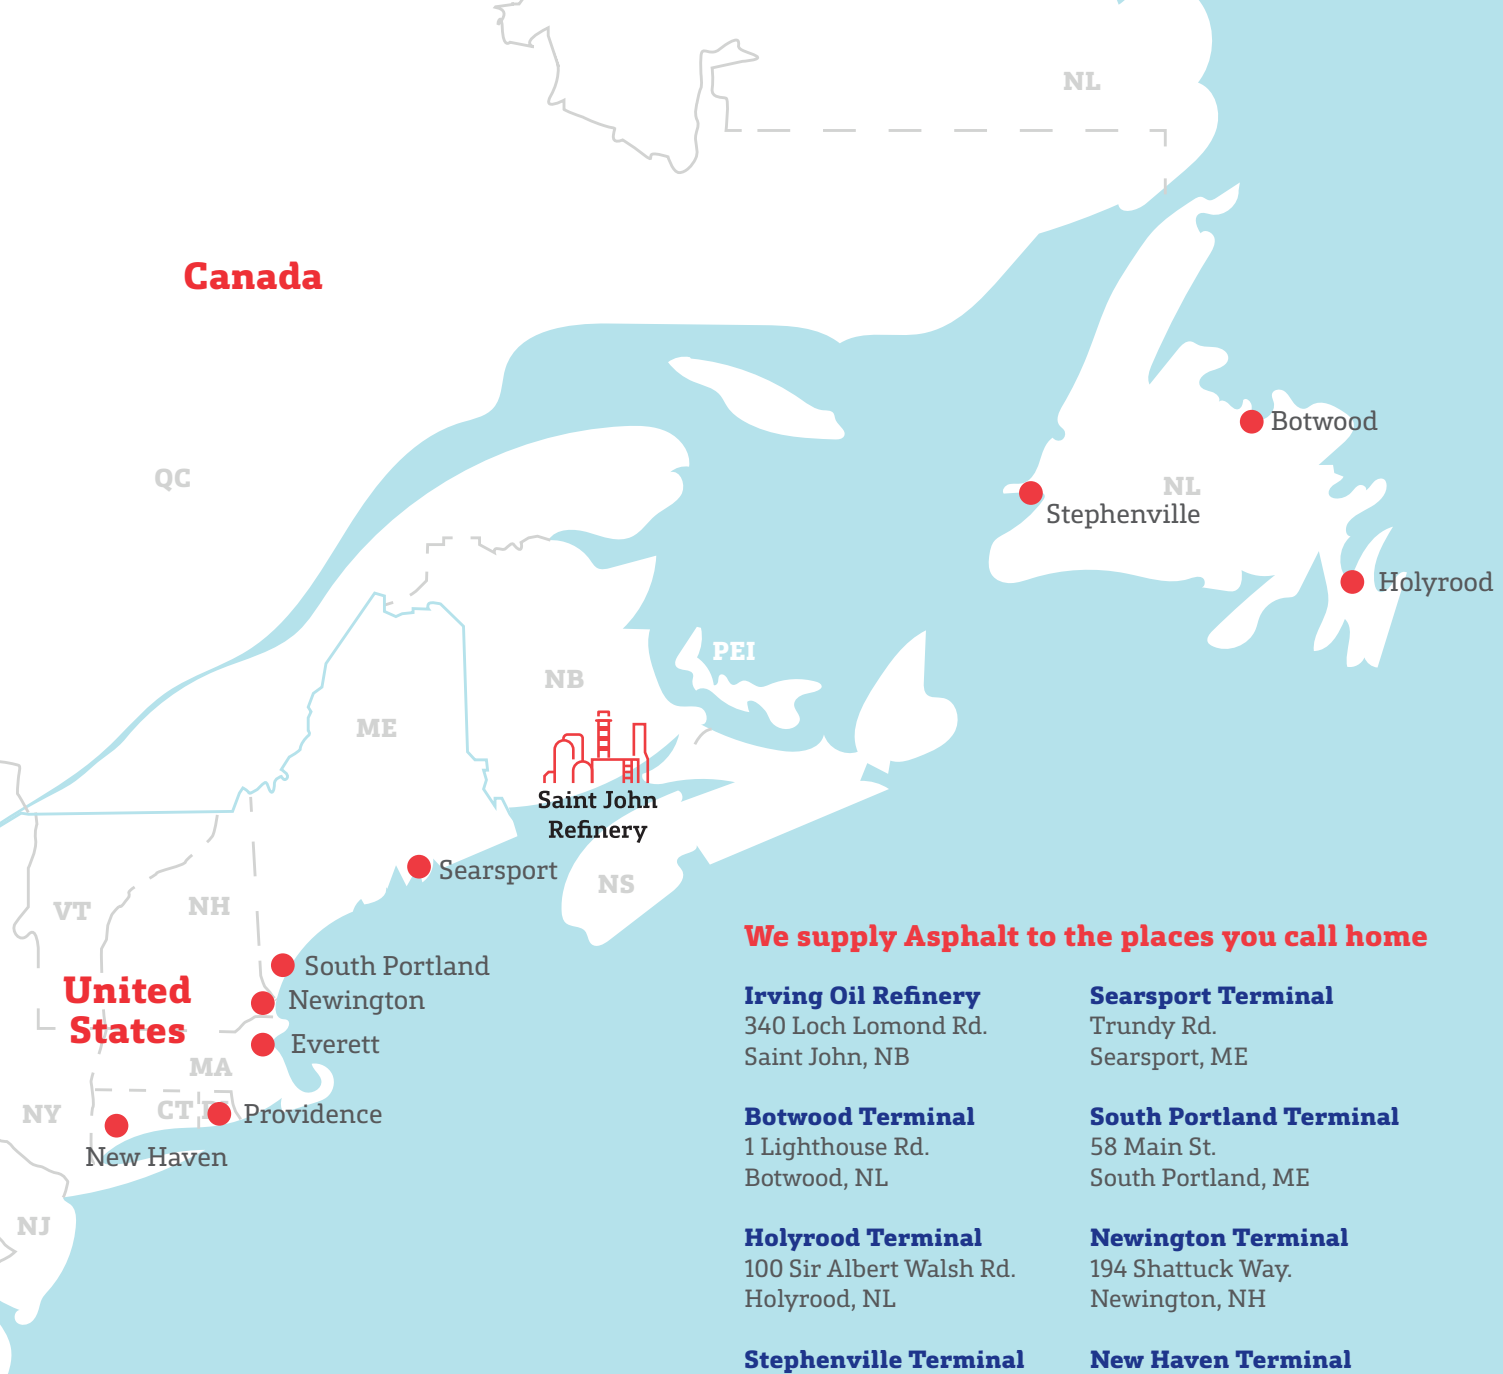 NL
Canada
Botwood
QC
NL
Stephenville
Holyrood
PEI
NB
ME
Saint John
Refinery
Searsport
NS
VT
NH
We supply Asphalt to the places you call home
South Portland
United
States
Newington
Everett
MA
NY
CT
Providence
New Haven
NJ
Irving Oil Refinery
340 Loch Lomond Rd.
Saint John, NB
Botwood Terminal
1 Lighthouse Rd.
Botwood, NL
Holyrood Terminal
100 Sir Albert Walsh Rd.
Holyrood, NL
Stephenville Terminal
Searsport Terminal
Trundy Rd.
Searsport, ME
South Portland Terminal
58 Main St.
South Portland, ME
Newington Terminal
194 Shattuck Way.
Newington, NH
New Haven Terminal